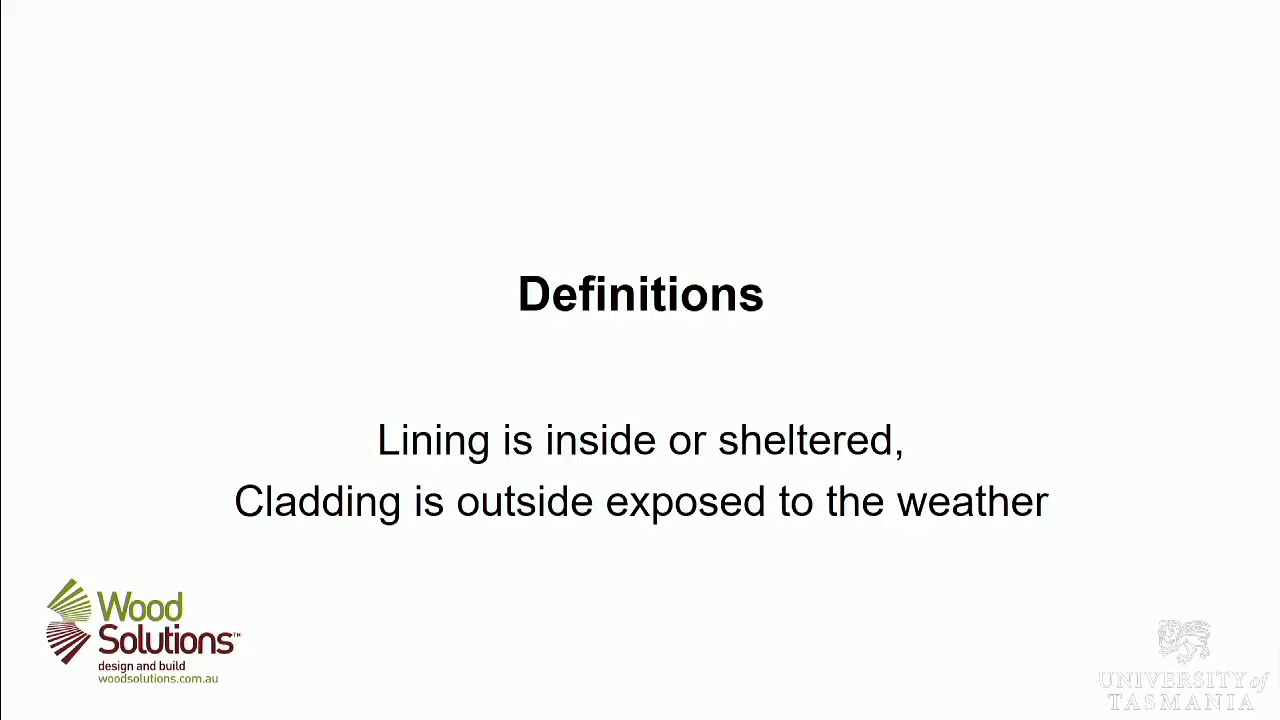 Definitions
Lining is inside or sheltered,
Cladding is outside exposed to the weather
Wood
Solutions™
design and build
woodsolutions.com.au
UNIVERSITY of
TASMANIA